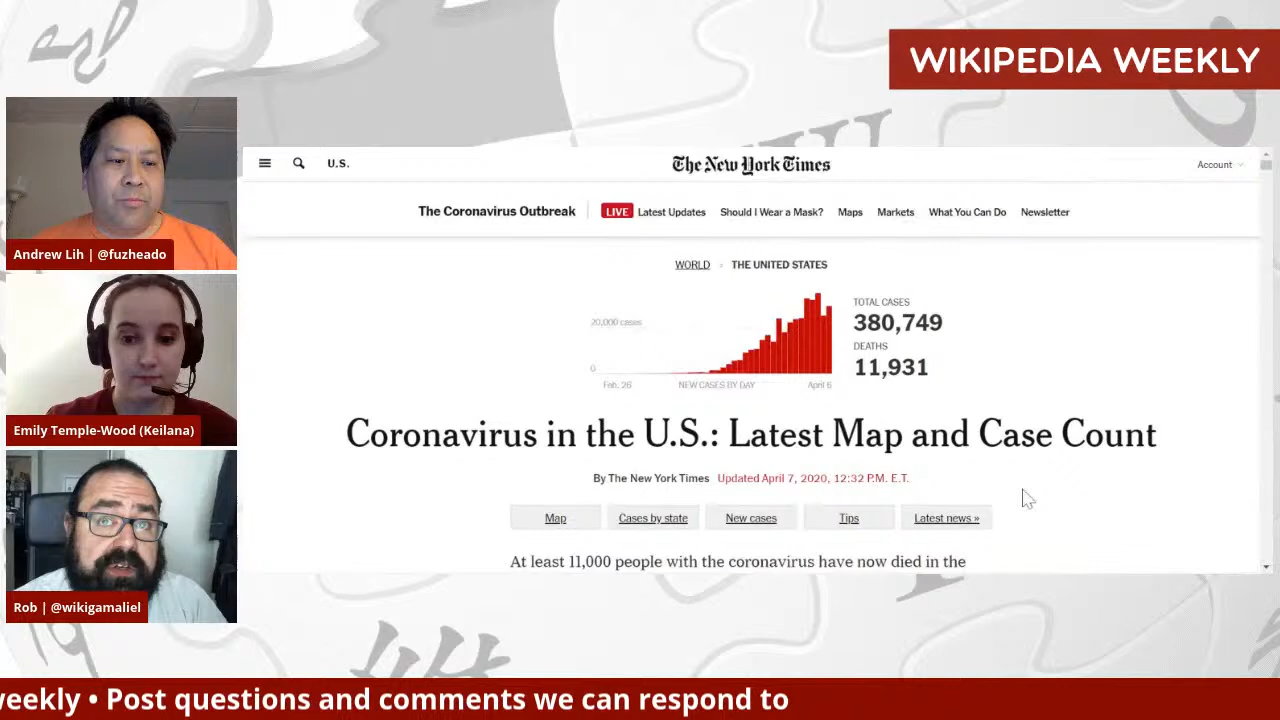 WIKIPEDIA WEEKLY
Andrew Lih | @fuzheado
Emily Temple-Wood (Keilana)
Rob | @wikigamaliel
U.S.
The New York Times
Account
The Coronavirus Outbreak
LIVE Latest Updates Should I Wear a Mask? Maps Markets What You Can Do Newsletter
WORLD THE UNITED STATES
20,000 cases
0
Feb. 26 NEW CASES BY DAY April 6
TOTAL CASES
380,749
DEATHS
11,931
Coronavirus in the U.S.: Latest Map and Case Count
By The New York Times Updated April 7, 2020, 12:32 P.M. E.T.
Map Cases by state New cases Tips Latest news »
At least 11,000 people with the coronavirus have now died in the
weekly • Post questions and comments we can respond to